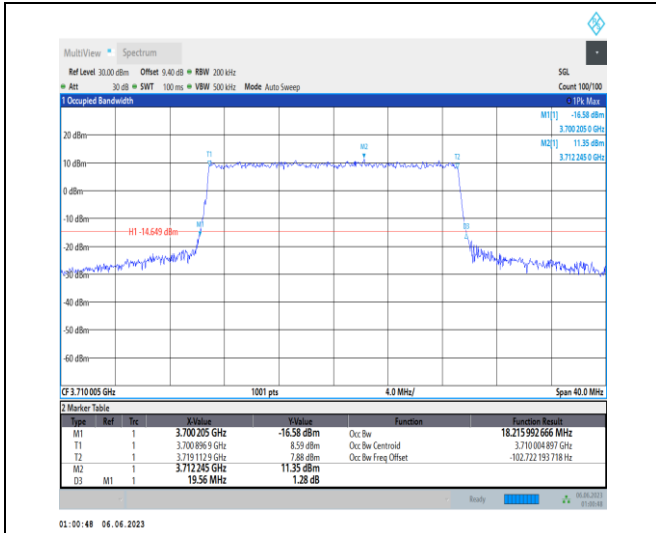 MultiView Spectrum
Ref Level 30.00 dBm Offset 9.40 dB RBW 200 kHz SGL
Att 30 dB SWT 100 ms VBW 500 kHz Mode Auto Sweep Count 100/100
1 Occupied Bandwidth 1Pk Max
M1[1] -16.58 dBm
3.700 205 0 GHz
M2[1] 11.35 dBm
3.712 245 0 GHz
20 dBm
T1 M2 T2
10 dBm
0 dBm
-10 dBm
M1 D3
H1 -14.649 dBm
-20 dBm
-30 dBm
-40 dBm
-50 dBm
-60 dBm
CF 3.710 005 GHz 1001 pts 4.0 MHz/ Span 40.0 MHz
2 Marker Table
Type Ref Trc X-Value Y-Value Function Function Result
M1 1 3.700 205 GHz -16.58 dBm Occ Bw 18.215 992 666 MHz
T1 1 3.700 896 9 GHz 8.59 dBm Occ Bw Centroid 3.710 004 897 GHz
T2 1 3.719 112 9 GHz 7.88 dBm Occ Bw Freq Offset -102.722 193 718 Hz
M2 1 3.712 245 GHz 11.35 dBm
D3 M1 1 19.56 MHz 1.28 dB
Ready 06.06.2023
01:00:48
01:00:48 06.06.2023